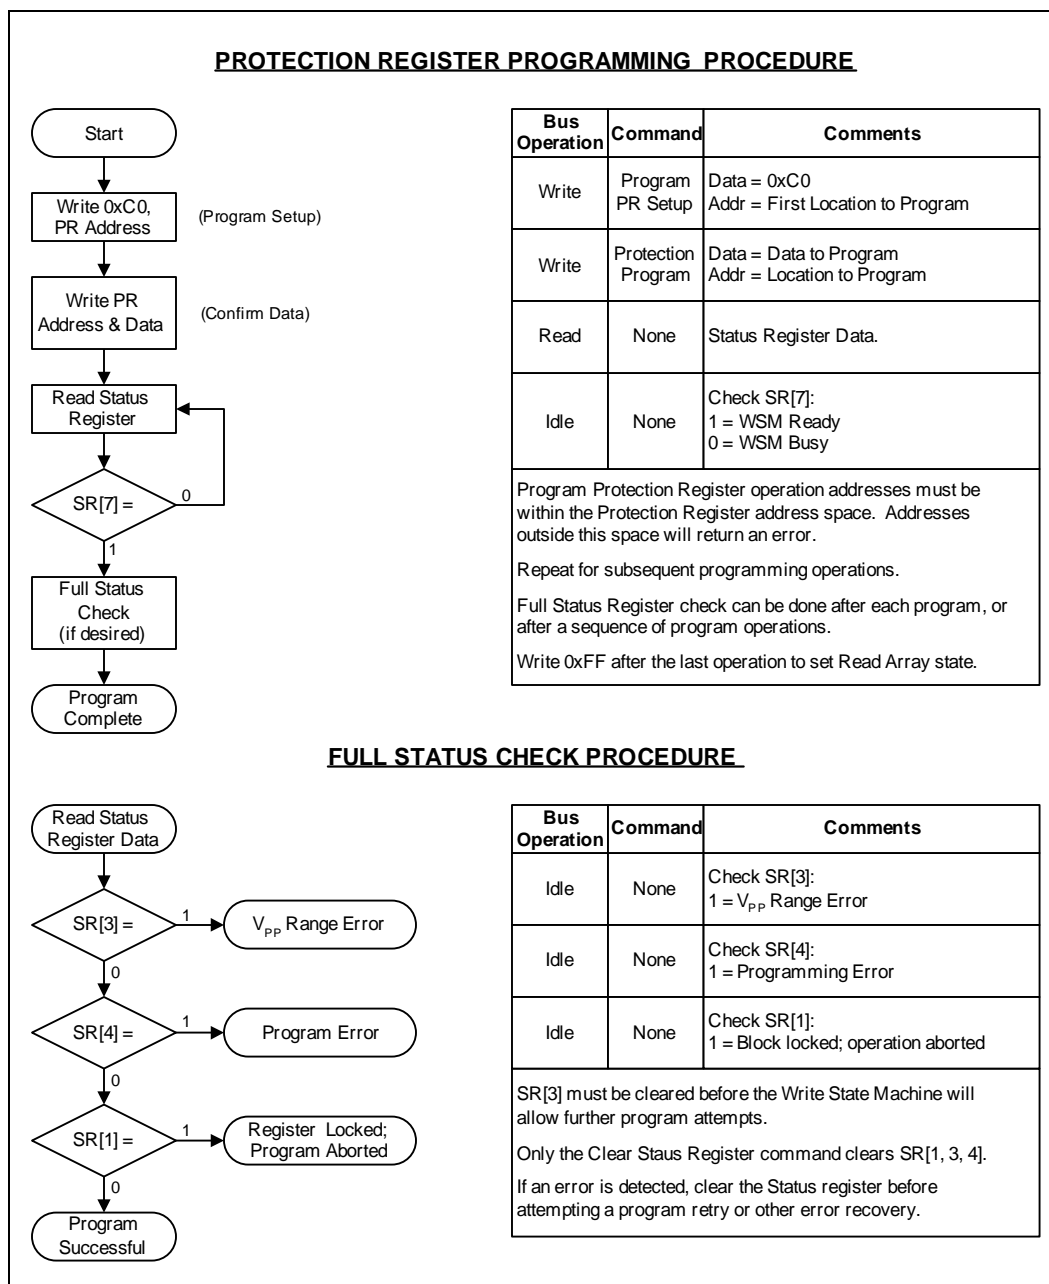 PROTECTION REGISTER PROGRAMMING PROCEDURE
Start
Write 0xC0,
PR Address
(Program Setup)
Write PR
Address & Data
(Confirm Data)
Read Status
Register
SR[7] =
0
1
Full Status
Check
(if desired)
Program
Complete
Bus
Operation
Command
Comments
Write
Program
PR Setup
Data = 0xC0
Addr = First Location to Program
Write
Protection
Program
Data = Data to Program
Addr = Location to Program
Read
None
Status Register Data.
Idle
None
Check SR[7]:
1 = WSM Ready
0 = WSM Busy
Program Protection Register operation addresses must be
within the Protection Register address space. Addresses
outside this space will return an error.
Repeat for subsequent programming operations.
Full Status Register check can be done after each program, or
after a sequence of program operations.
Write 0xFF after the last operation to set Read Array state.
FULL STATUS CHECK PROCEDURE
Read Status
Register Data
SR[3] =
1
VPP Range Error
0
SR[4] =
1
Program Error
0
SR[1] =
1
Register Locked;
Program Aborted
0
Program
Successful
Bus
Operation
Command
Comments
Idle
None
Check SR[3]:
1 = VPP Range Error
Idle
None
Check SR[4]:
1 = Programming Error
Idle
None
Check SR[1]:
1 = Block locked; operation aborted
SR[3] must be cleared before the Write State Machine will
allow further program attempts.
Only the Clear Staus Register command clears SR[1, 3, 4].
If an error is detected, clear the Status register before
attempting a program retry or other error recovery.